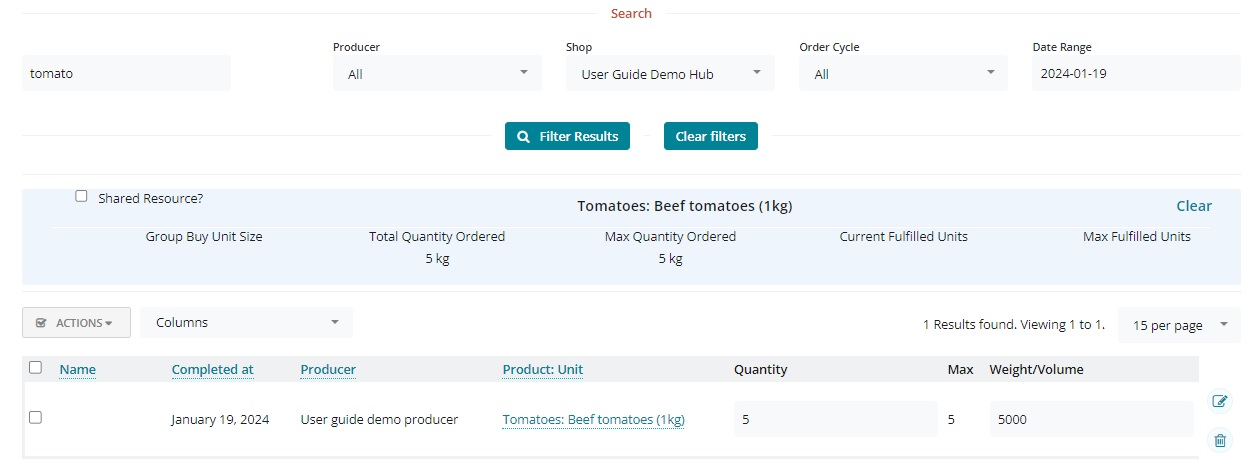 Search
Producer Shop Order Cycle Date Range
tomato All User Guide Demo Hub All 2024-01-19
Filter Results Clear filters
Shared Resource? Tomatoes: Beef tomatoes (1kg) Clear
Group Buy Unit Size Total Quantity Ordered Max Quantity Ordered Current Fulfilled Units Max Fulfilled Units
5 kg 5 kg
ACTIONS Columns 1 Results found. Viewing 1 to 1. 15 per page
Name Completed at Producer Product: Unit Quantity Max Weight/Volume
January 19, 2024 User guide demo producer Tomatoes: Beef tomatoes (1kg) 5 5 5000